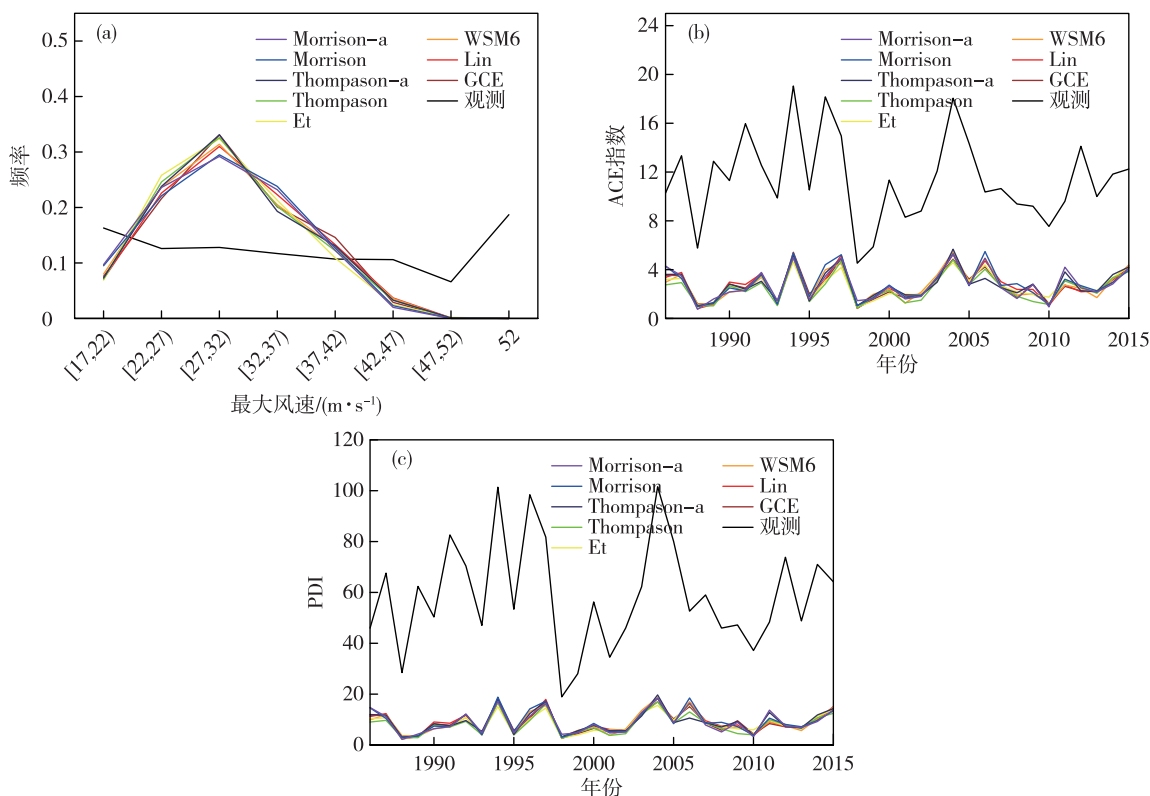 (a)
Morrison-a
Morrison
Thompason-a
Thompason
Et
WSM6
Lin
GCE
观测
0.5
0.4
0.3
0.2
0.1
0
频率
[17,22)
[22,27)
[27,32)
[32,37)
[37,42)
[42,47)
[47,52)
52
最大风速/(m·s⁻¹)
(b)
Morrison-a
Morrison
Thompason-a
Thompason
Et
WSM6
Lin
GCE
观测
24
20
16
12
8
4
0
ACE指数
1990 1995 2000 2005 2010 2015
年份
(c)
Morrison-a
Morrison
Thompason-a
Thompason
Et
WSM6
Lin
GCE
观测
120
100
80
60
40
20
0
PDI
1990 1995 2000 2005 2010 2015
年份